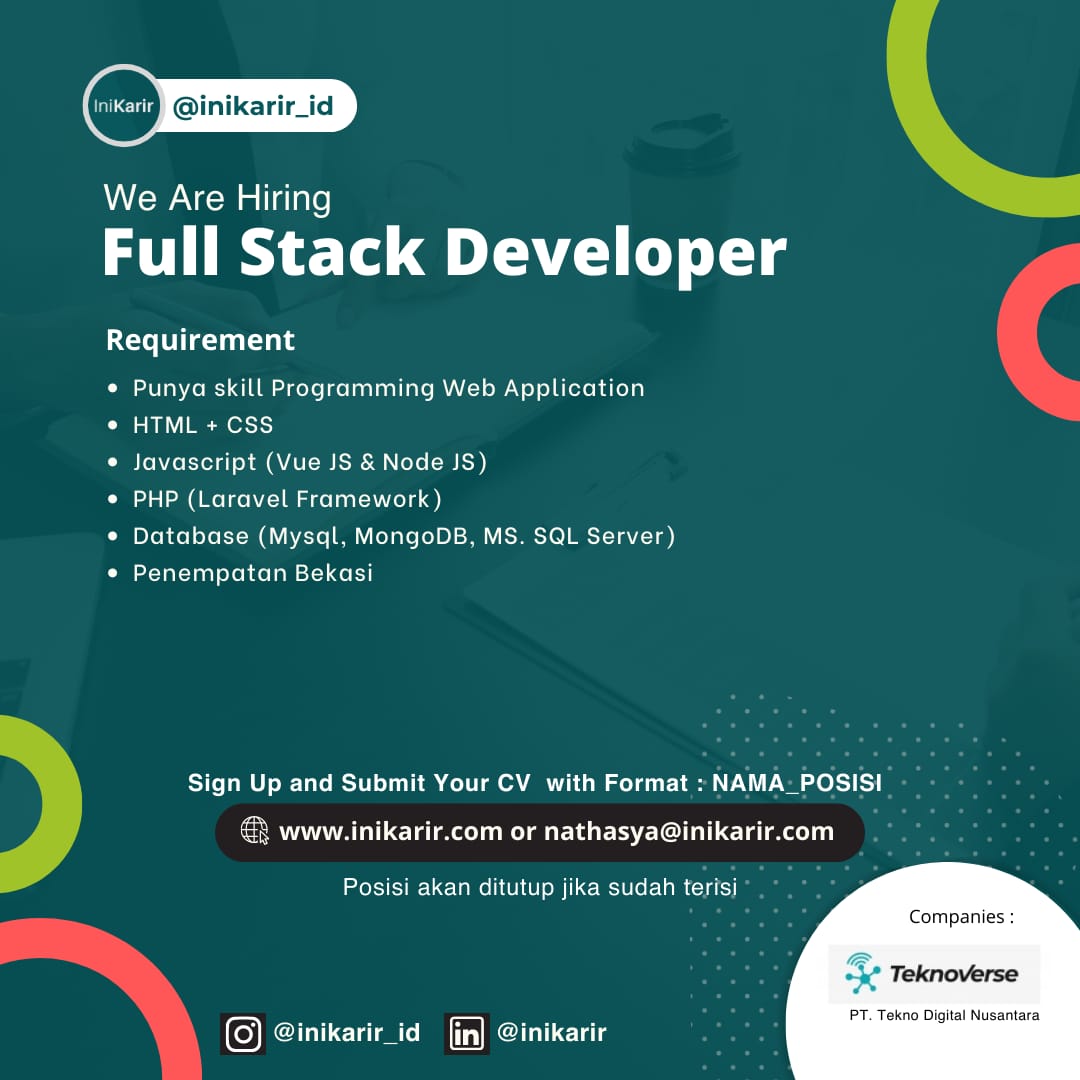 IniKarir @inikarir_id
We Are Hiring
Full Stack Developer
Requirement
• Punya skill Programming Web Application
• HTML + CSS
• Javascript (Vue JS & Node JS)
• PHP (Laravel Framework)
• Database (Mysql, MongoDB, MS. SQL Server)
• Penempatan Bekasi
Sign Up and Submit Your CV with Format : NAMA_POSISI
www.inikarir.com or nathasya@inikarir.com
Posisi akan ditutup jika sudah terisi
Companies :
TeknoVerse
PT. Tekno Digital Nusantara
@inikarir_id in @inikarir